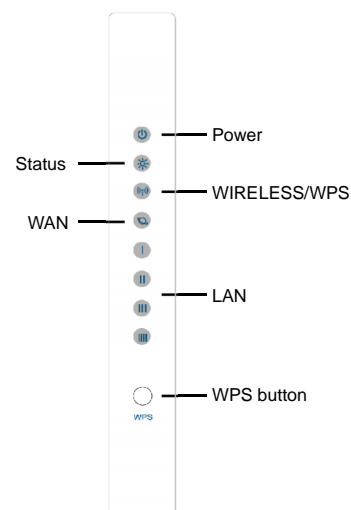 Power
Status
WIRELESS/WPS
WAN
LAN
WPS button
WPS